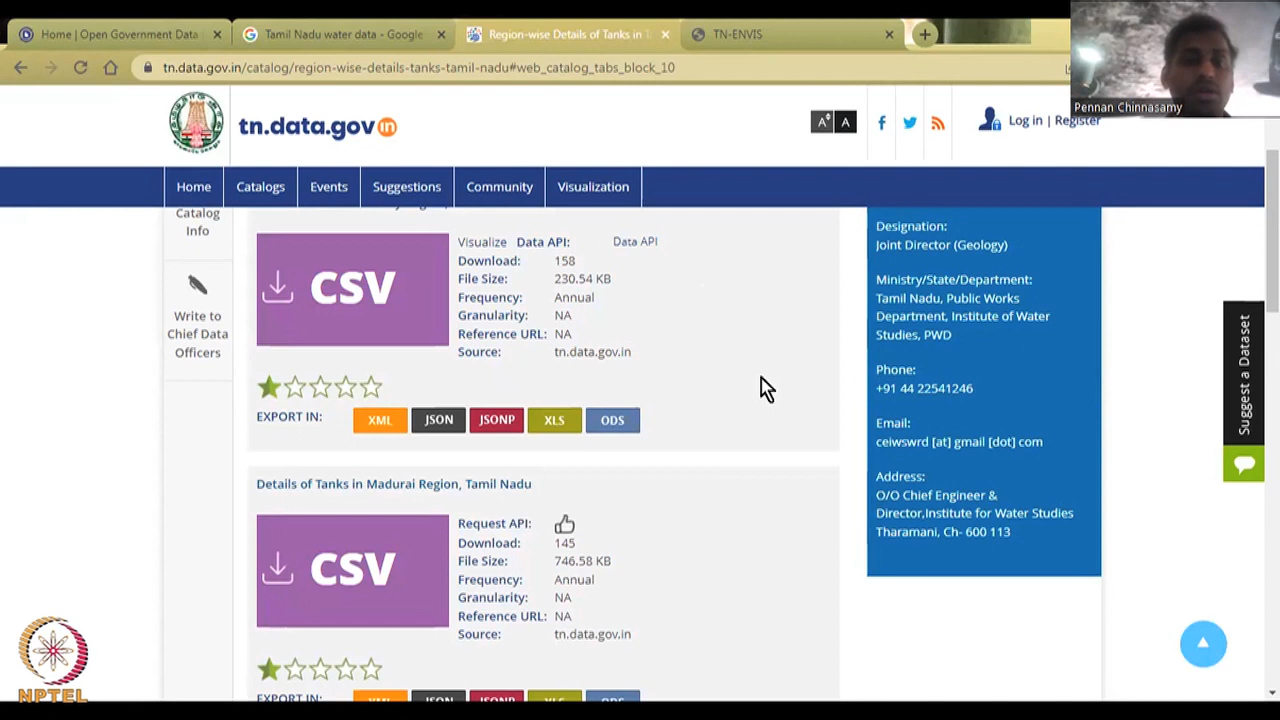 Home | Open Government Data
Tamil Nadu water data - Google
Region-wise Details of Tanks in T
TN-ENVIS
tn.data.gov.in/catalog/region-wise-details-tanks-tamil-nadu#web_catalog_tabs_block_10
Pennan Chinnasamy
tn.data.gov in
A A
Log in | Register
Home Catalogs Events Suggestions Community Visualization
Catalog
Info
Write to
Chief Data
Officers
CSV
Visualize Data API: Data API
Download: 158
File Size: 230.54 KB
Frequency: Annual
Granularity: NA
Reference URL: NA
Source: tn.data.gov.in
EXPORT IN: XML JSON JSONP XLS ODS
Details of Tanks in Madurai Region, Tamil Nadu
CSV
Request API:
Download: 145
File Size: 746.58 KB
Frequency: Annual
Granularity: NA
Reference URL: NA
Source: tn.data.gov.in
EXPORT IN: XML JSON JSONP XLS ODS
Designation:
Joint Director (Geology)
Ministry/State/Department:
Tamil Nadu, Public Works
Department, Institute of Water
Studies, PWD
Phone:
+91 44 22541246
Email:
ceiwswrd [at] gmail [dot] com
Address:
O/O Chief Engineer &
Director,Institute for Water Studies
Tharamani, Ch- 600 113
Suggest a Dataset
NPTEL